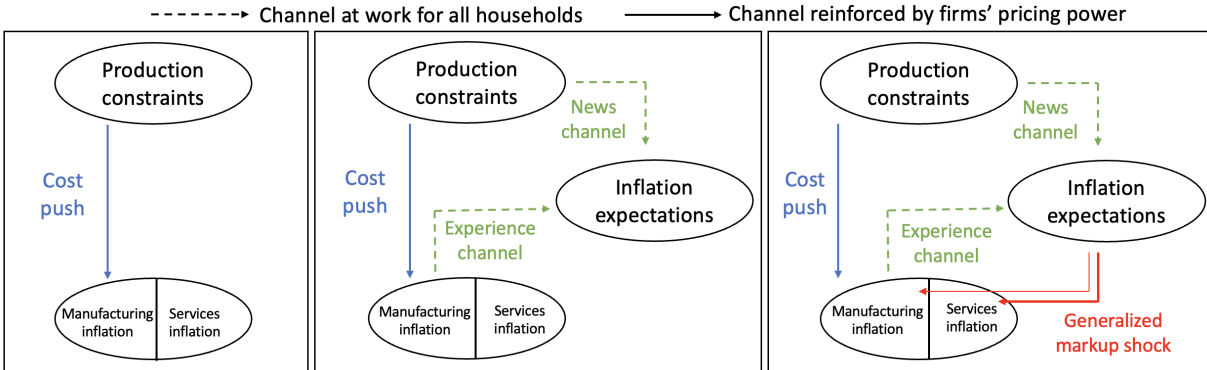 Channel at work for all households
Channel reinforced by firms' pricing power
Production
constraints
Cost
push
Manufacturing
inflation
Services
inflation
Production
constraints
News
channel
Cost
push
Inflation
expectations
Experience
channel
Manufacturing
inflation
Services
inflation
Production
constraints
News
channel
Cost
push
Inflation
expectations
Experience
channel
Manufacturing
inflation
Services
inflation
Generalized
markup shock